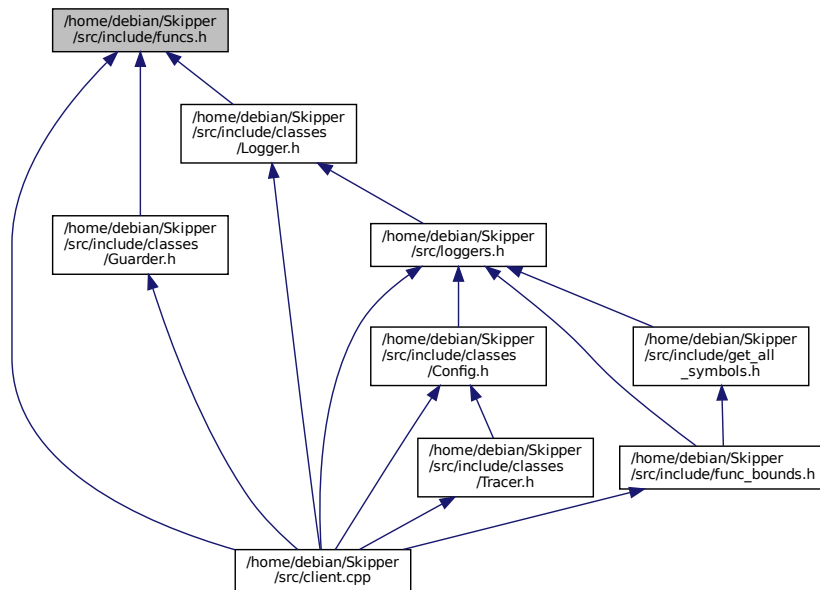 /home/debian/Skipper
/src/include/funcs.h
/home/debian/Skipper
/src/include/classes
/Logger.h
/home/debian/Skipper
/src/include/classes
/Guarder.h
/home/debian/Skipper
/src/loggers.h
/home/debian/Skipper
/src/include/classes
/Config.h
/home/debian/Skipper
/src/include/get_all
_symbols.h
/home/debian/Skipper
/src/include/classes
/Tracer.h
/home/debian/Skipper
/src/include/func_bounds.h
/home/debian/Skipper
/src/client.cpp